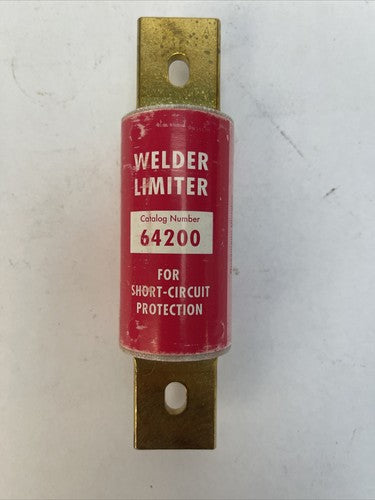 WELDER
LIMITER
Catalog Number
64200
FOR
SHORT-CIRCUIT
PROTECTION